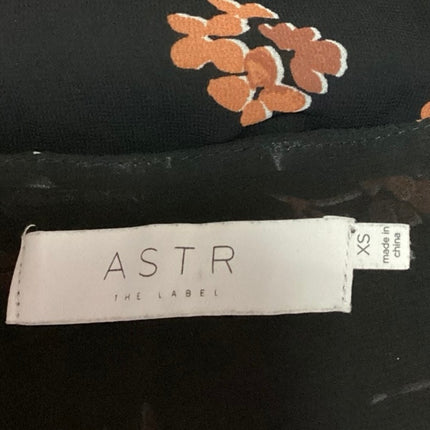 ASTR
THE LABEL
XS
made in
china